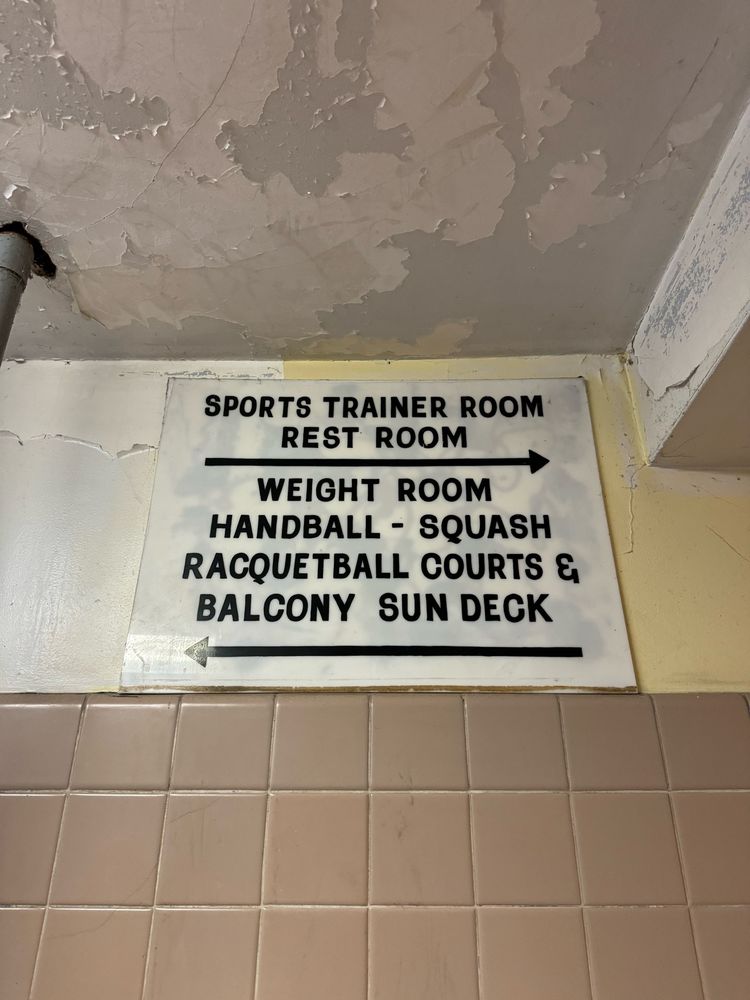 SPORTS TRAINER ROOM
REST ROOM
WEIGHT ROOM
HANDBALL - SQUASH
RACQUETBALL COURTS &
BALCONY SUN DECK